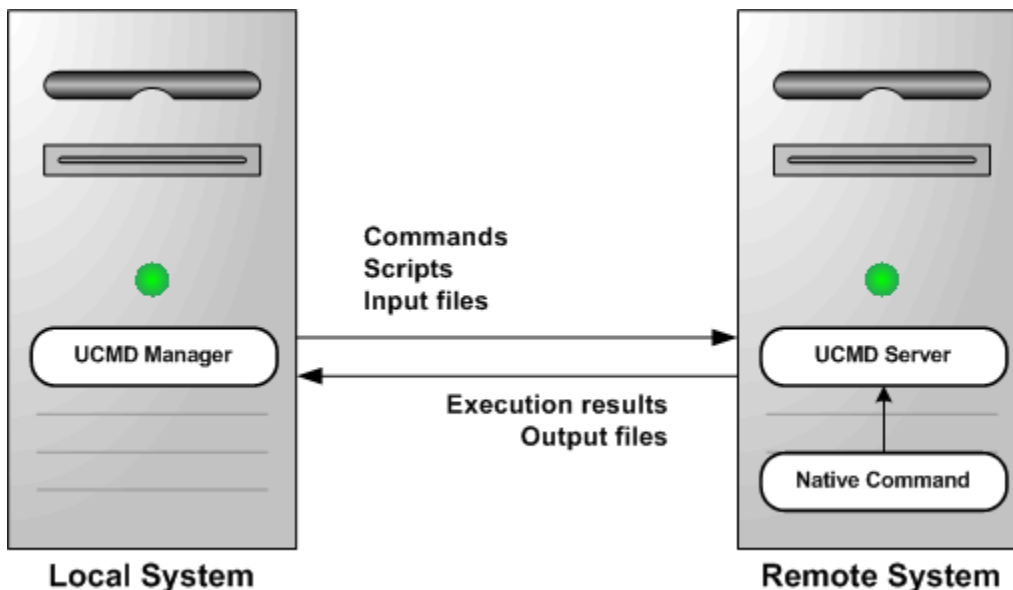 Commands
Scripts
Input files
UCMD Manager
UCMD Server
Execution results
Output files
Native Command
Local System
Remote System